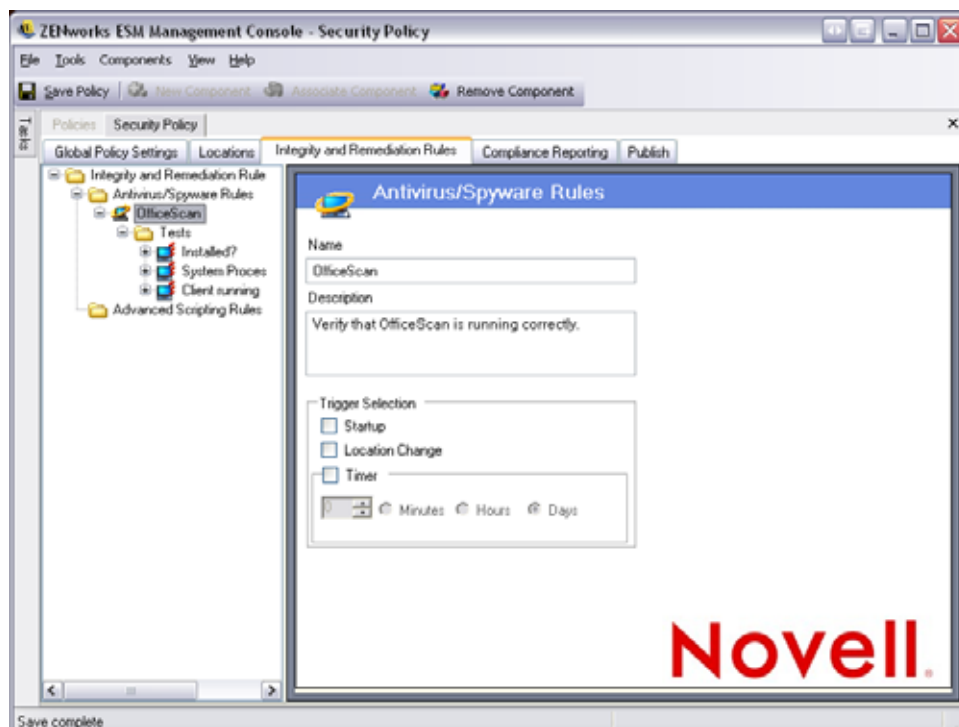 ZENworks ESM Management Console - Security Policy
File Tools Components View Help
Save Policy New Component Associate Component Remove Component
Tasks
Policies Security Policy
Global Policy Settings Locations Integrity and Remediation Rules Compliance Reporting Publish
Integrity and Remediation Rule
Antivirus/Spyware Rules
OfficeScan
Tests
Installed?
System Proces
Client running
Advanced Scripting Rules
Antivirus/Spyware Rules
Name
OfficeScan
Description
Verify that OfficeScan is running correctly.
Trigger Selection
Startup
Location Change
Timer
0 Minutes Hours Days
Novell®
Save complete